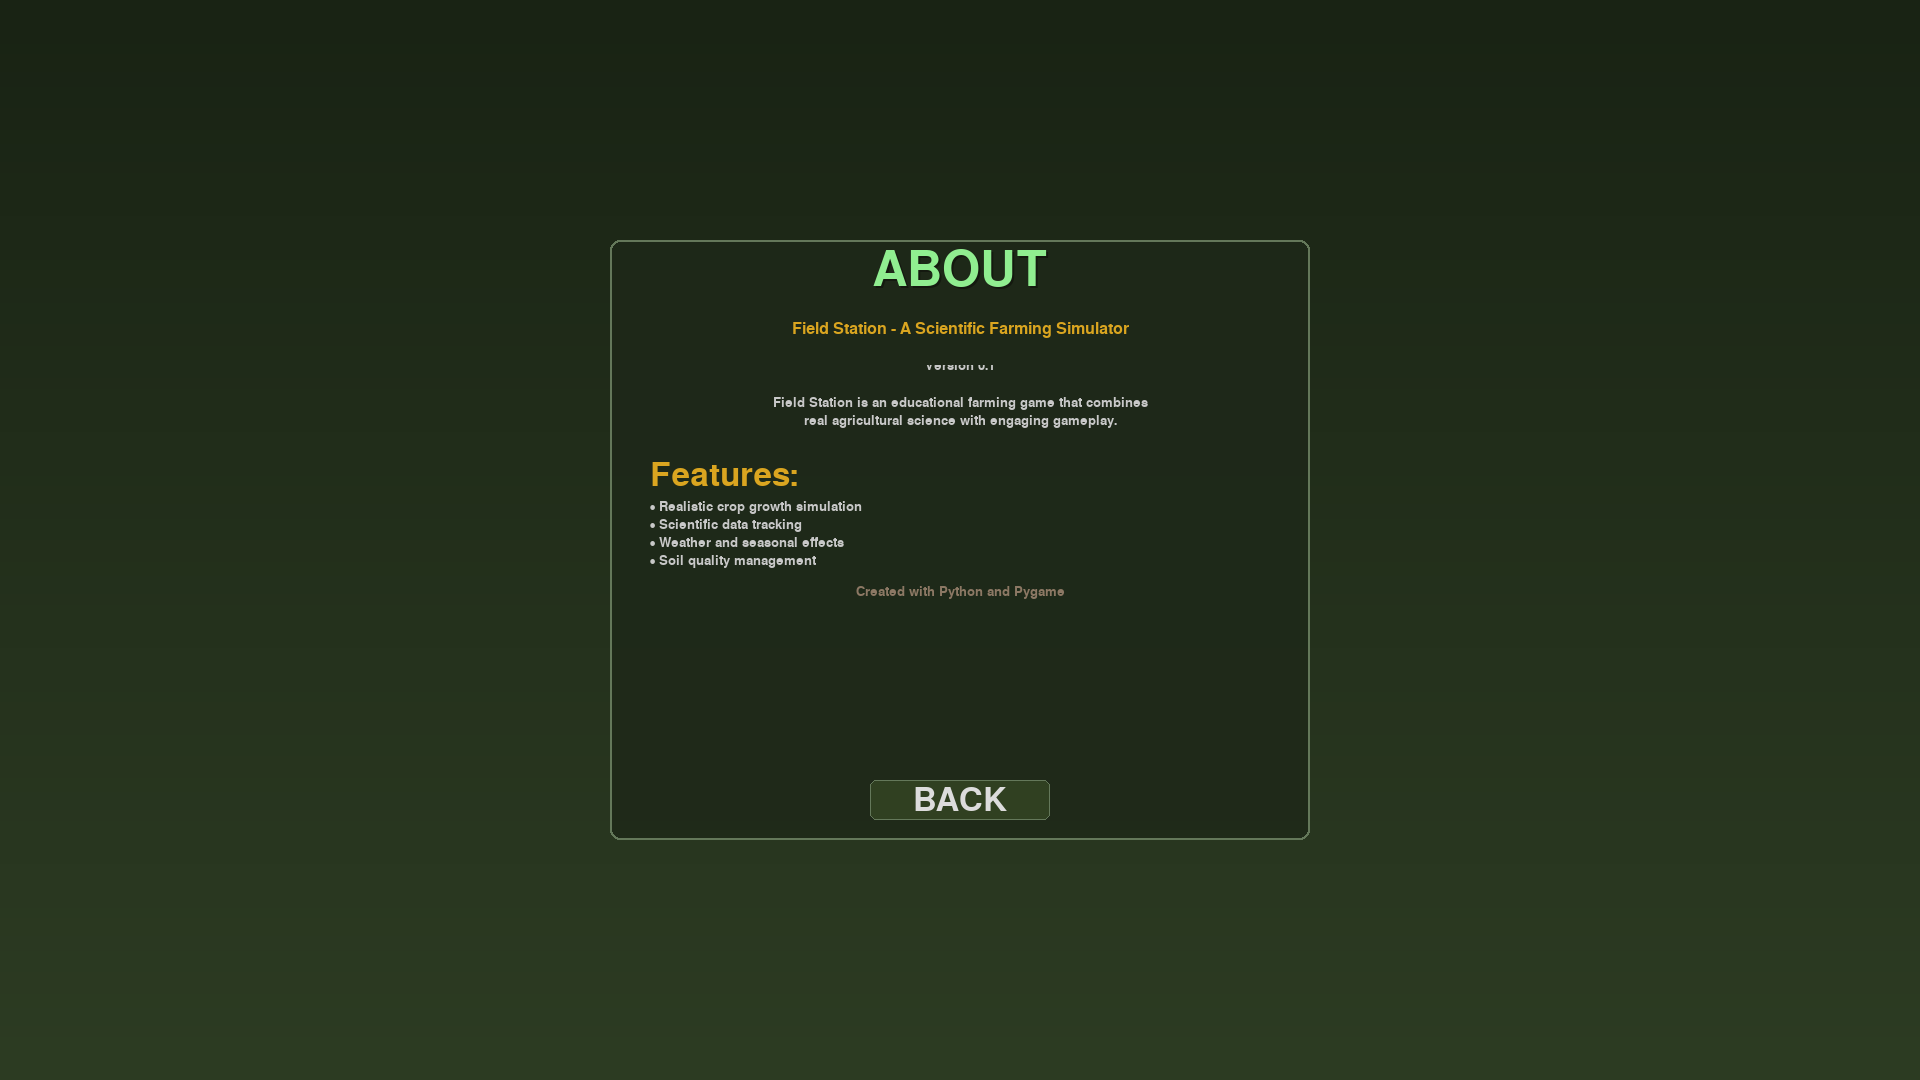 ABOUT
Field Station - A Scientific Farming Simulator
Version 0.1
Field Station is an educational farming game that combines
real agricultural science with engaging gameplay.
Features:
• Realistic crop growth simulation
• Scientific data tracking
• Weather and seasonal effects
• Soil quality management
Created with Python and Pygame
BACK